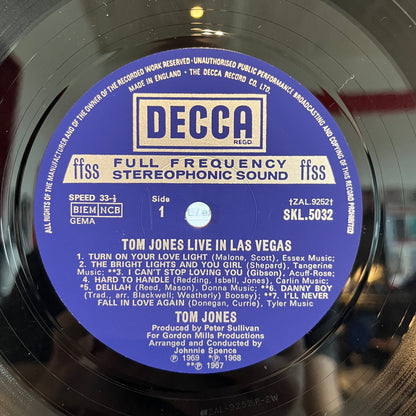 ALL RIGHTS OF THE MANUFACTURER AND OF THE OWNER OF THE RECORDED WORK RESERVED · UNAUTHORISED PUBLIC PERFORMANCE BROADCASTING AND COPYING OF THIS RECORD PROHIBITED
MADE IN ENGLAND · THE DECCA RECORD CO. LTD.
DECCA
REGD
ffss FULL FREQUENCY STEREOPHONIC SOUND ffss
SPEED 33-⅓
BIEM NCB
GEMA
Side
1
†ZAL.9252†
SKL.5032
TOM JONES LIVE IN LAS VEGAS
1. TURN ON YOUR LOVE LIGHT (Malone, Scott), Essex Music;
2. THE BRIGHT LIGHTS AND YOU GIRL (Shepard), Tangerine
Music; **3. I CAN'T STOP LOVING YOU (Gibson), Acuff-Rose;
4. HARD TO HANDLE (Redding, Isbell, Jones), Carlin Music;
*5. DELILAH (Reed, Mason), Donna Music; **6. DANNY BOY
(Trad., arr. Blackwell; Weatherly) Boosey; **7. I'LL NEVER
FALL IN LOVE AGAIN (Donegan, Currie), Tyler Music
TOM JONES
Produced by Peter Sullivan
For Gordon Mills Productions
Arranged and Conducted by
Johnnie Spence
℗ 1969 *℗ 1968
**℗ 1967